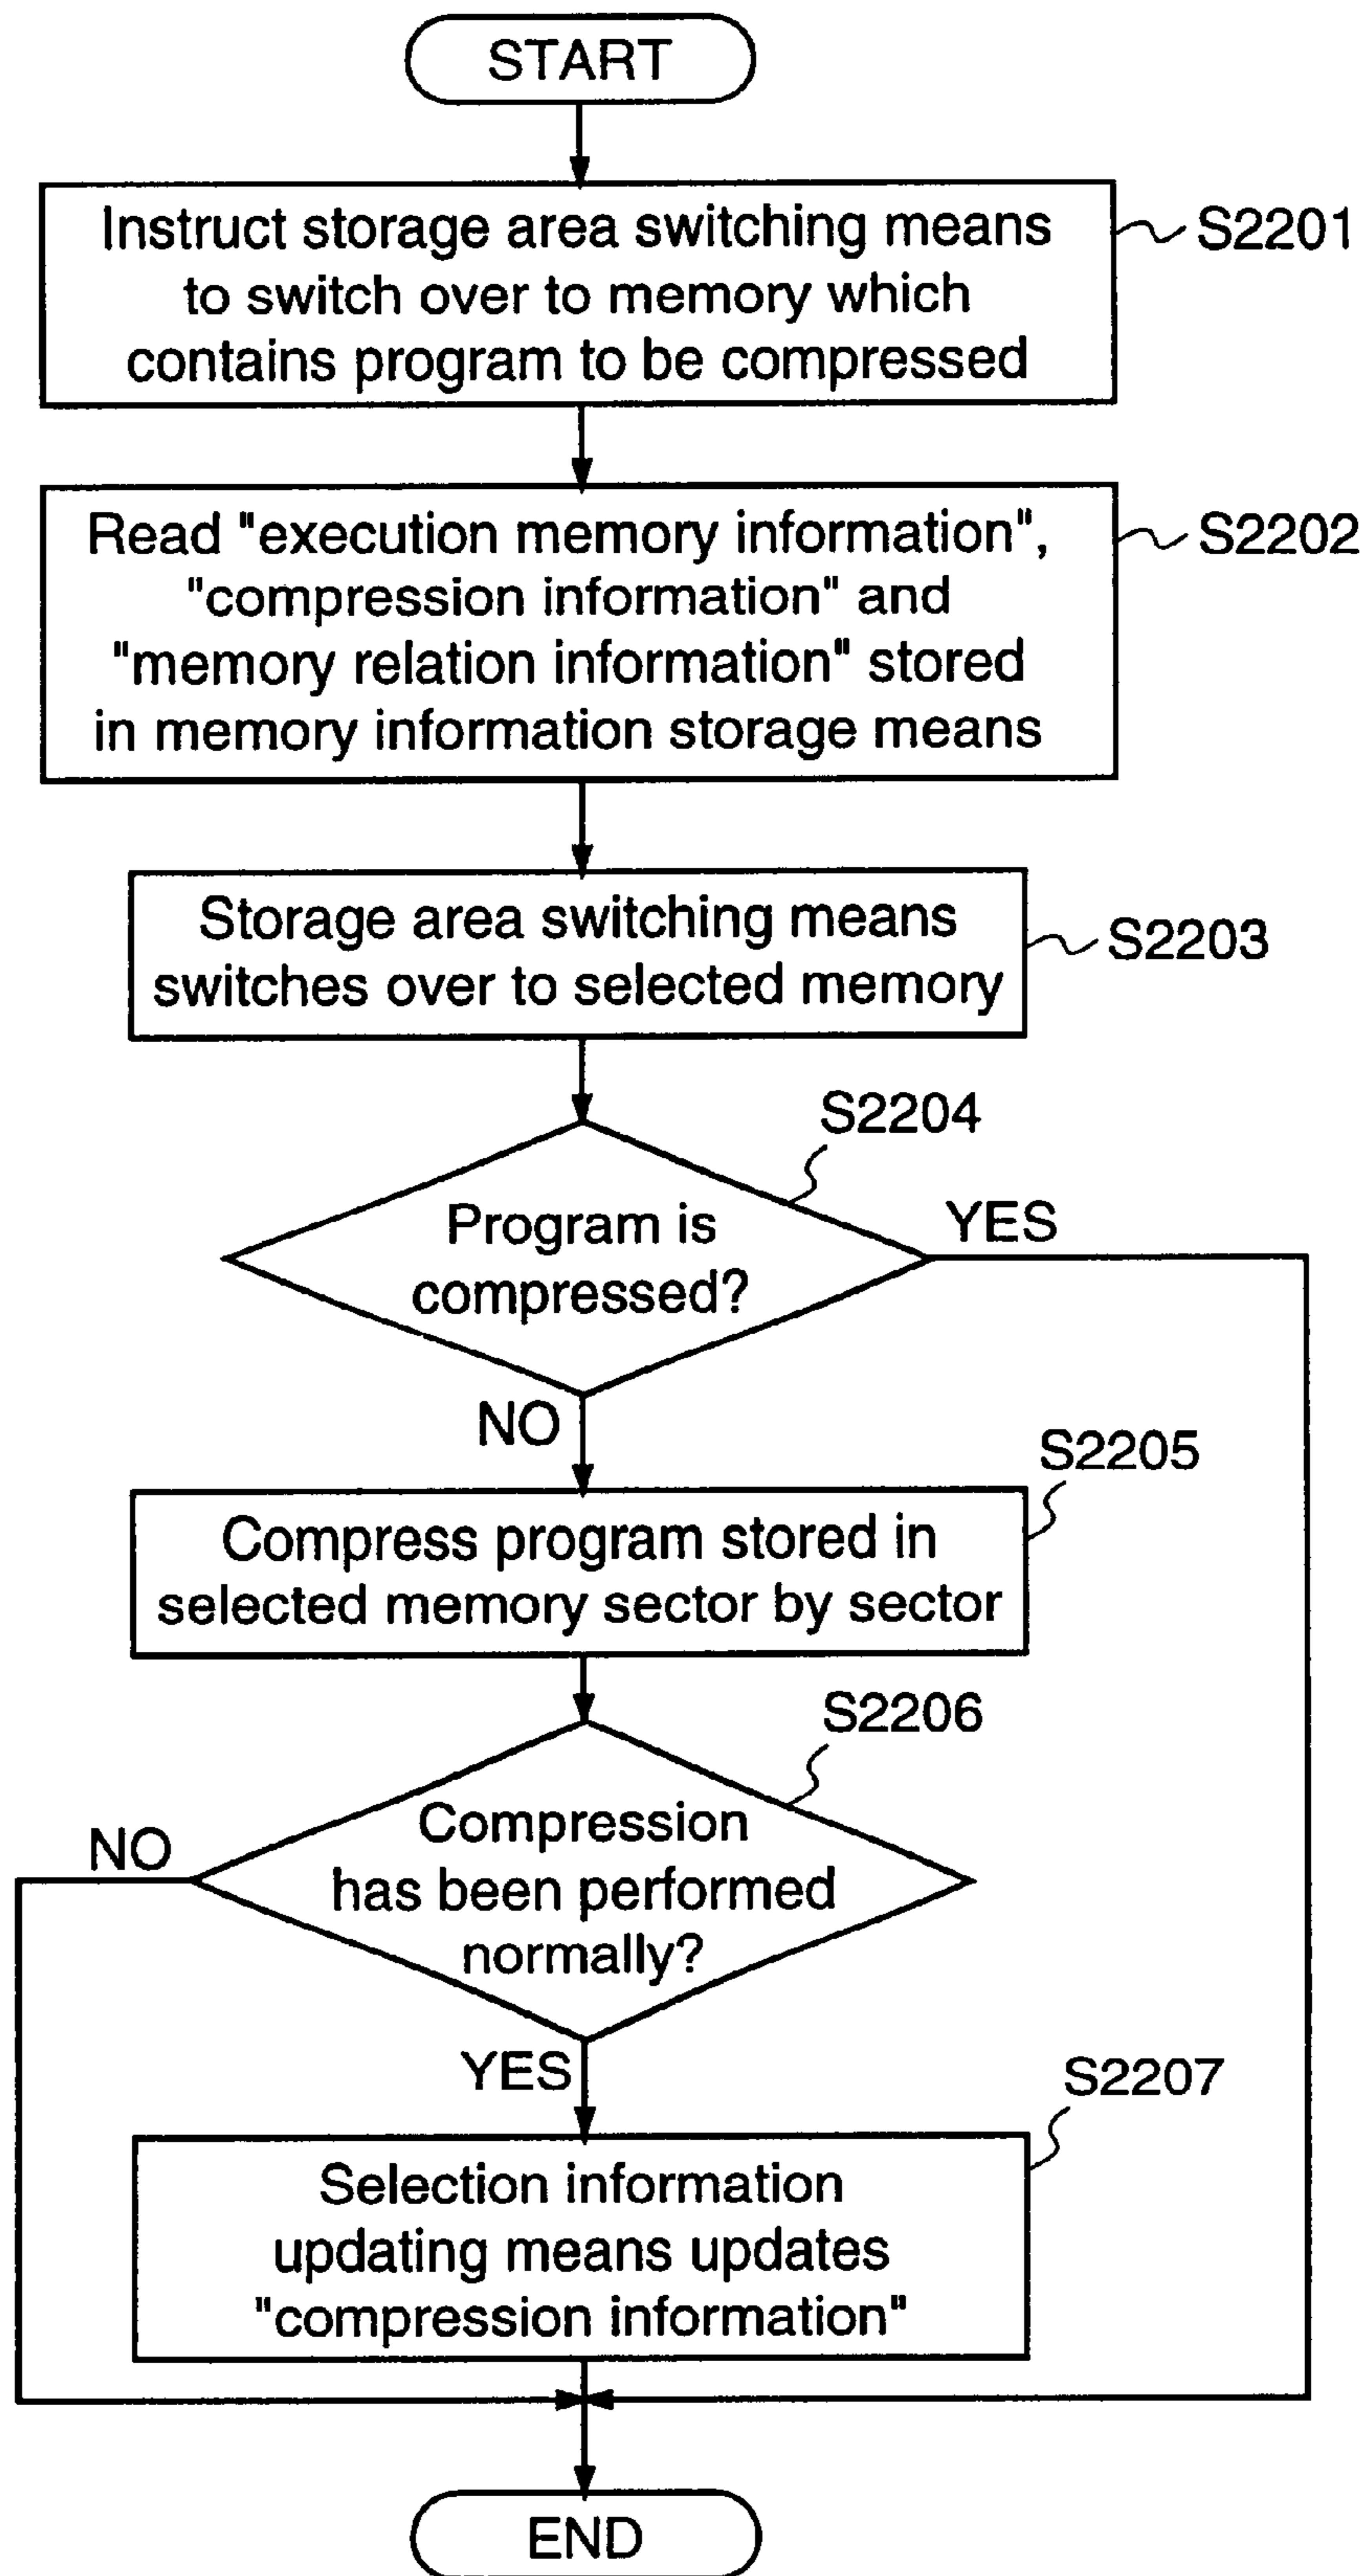 START
Instruct storage area switching means
to switch over to memory which
contains program to be compressed
S2201
Read "execution memory information",
"compression information" and
"memory relation information" stored
in memory information storage means
S2202
Storage area switching means
switches over to selected memory
S2203
S2204
Program is
compressed?
YES
NO
S2205
Compress program stored in
selected memory sector by sector
S2206
Compression
has been performed
normally?
NO
YES
S2207
Selection information
updating means updates
"compression information"
END